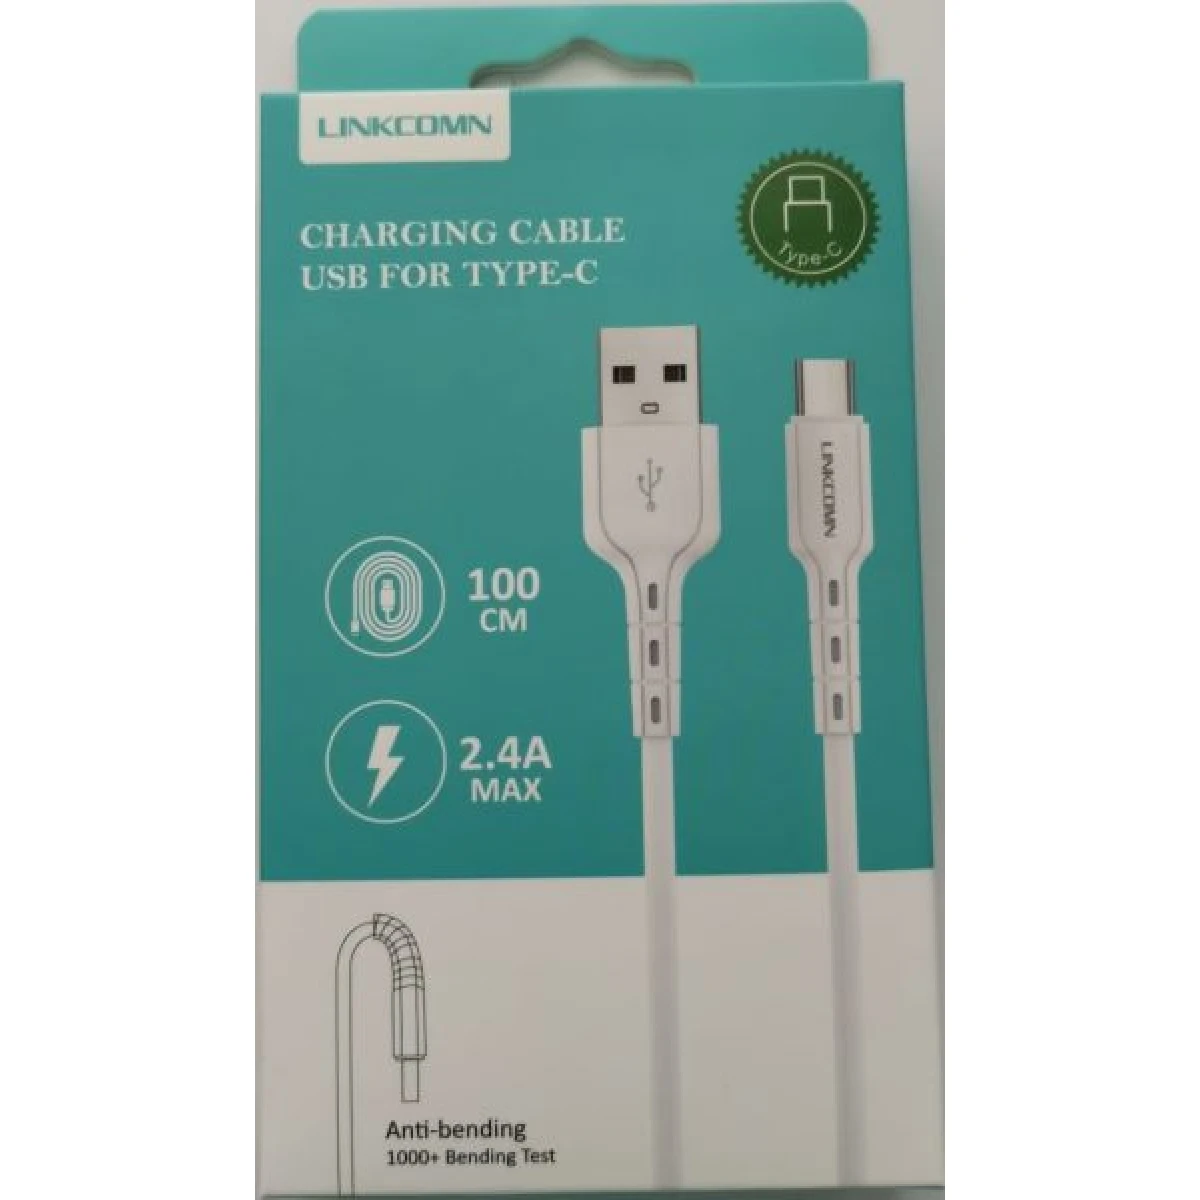 LINKCOMN
Type-C
CHARGING CABLE
USB FOR TYPE-C
LINKCOMN
100
CM
2.4A
MAX
Anti-bending
1000+ Bending Test